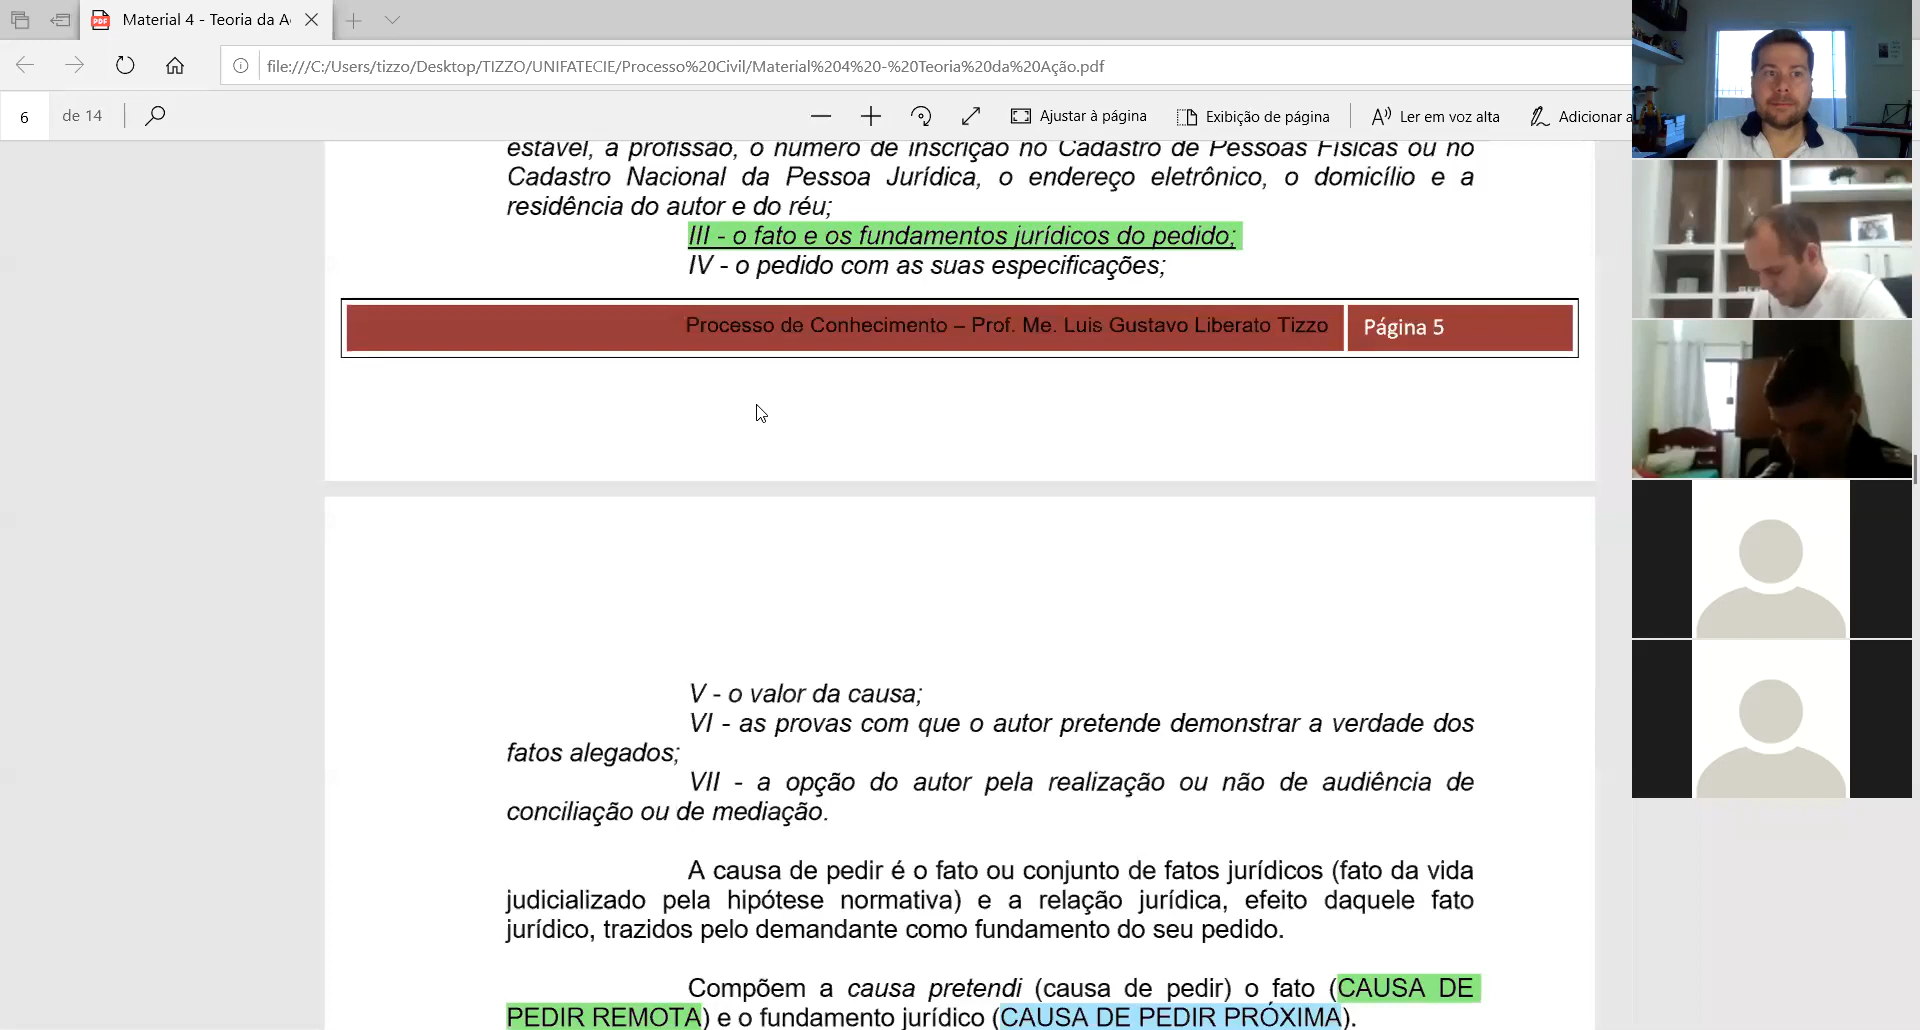 Material 4 - Teoria da A
file:///C:/Users/tizzo/Desktop/TIZZO/UNIFATECIE/Processo%20Civil/Material%204%20-%20Teoria%20da%20Ação.pdf
6 de 14
Ajustar à página
Exibição de página
Ler em voz alta
Adicionar a
estável, a profissão, o número de inscrição no Cadastro de Pessoas Físicas ou no
Cadastro Nacional da Pessoa Jurídica, o endereço eletrônico, o domicílio e a
residência do autor e do réu;
III - o fato e os fundamentos jurídicos do pedido;
IV - o pedido com as suas especificações;
Processo de Conhecimento – Prof. Me. Luis Gustavo Liberato Tizzo
Página 5
V - o valor da causa;
VI - as provas com que o autor pretende demonstrar a verdade dos
fatos alegados;
VII - a opção do autor pela realização ou não de audiência de
conciliação ou de mediação.
A causa de pedir é o fato ou conjunto de fatos jurídicos (fato da vida
judicializado pela hipótese normativa) e a relação jurídica, efeito daquele fato
jurídico, trazidos pelo demandante como fundamento do seu pedido.
Compõem a causa pretendi (causa de pedir) o fato (CAUSA DE
PEDIR REMOTA) e o fundamento jurídico (CAUSA DE PEDIR PRÓXIMA).